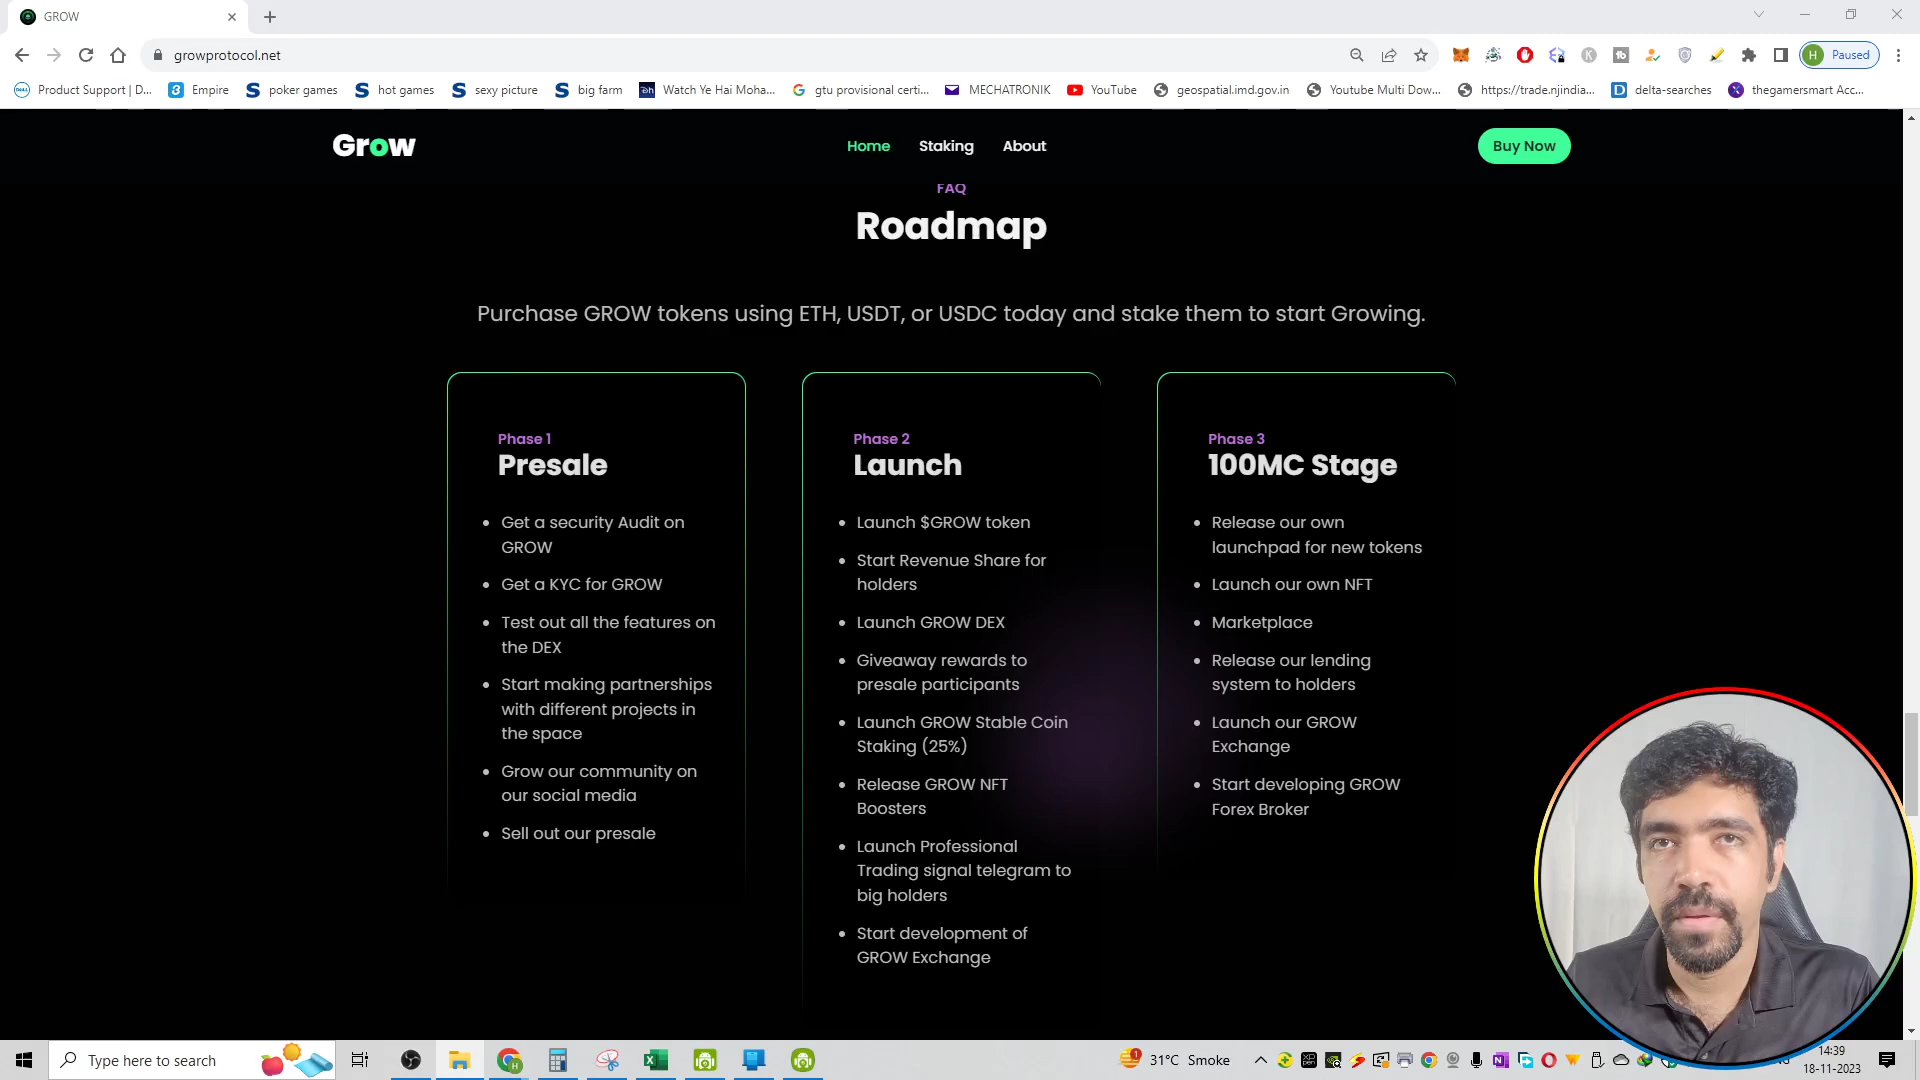 GROW
growprotocol.net
H Paused
Product Support | D...
Empire
poker games
hot games
sexy picture
big farm
Watch Ye Hai Moha...
gtu provisional certi...
MECHATRONIK
YouTube
geospatial.imd.gov.in
Youtube Multi Dow...
https://trade.njindia...
delta-searches
thegamersmart Acc...
Grow
Home
Staking
About
Buy Now
FAQ
Roadmap
Purchase GROW tokens using ETH, USDT, or USDC today and stake them to start Growing.
Phase 1
Presale
Get a security Audit on
GROW
Get a KYC for GROW
Test out all the features on
the DEX
Start making partnerships
with different projects in
the space
Grow our community on
our social media
Sell out our presale
Phase 2
Launch
Launch $GROW token
Start Revenue Share for
holders
Launch GROW DEX
Giveaway rewards to
presale participants
Launch GROW Stable Coin
Staking (25%)
Release GROW NFT
Boosters
Launch Professional
Trading signal telegram to
big holders
Start development of
GROW Exchange
Phase 3
100MC Stage
Release our own
launchpad for new tokens
Launch our own NFT
Marketplace
Release our lending
system to holders
Launch our GROW
Exchange
Start developing GROW
Forex Broker
Type here to search
31°C Smoke
14:39
18-11-2023